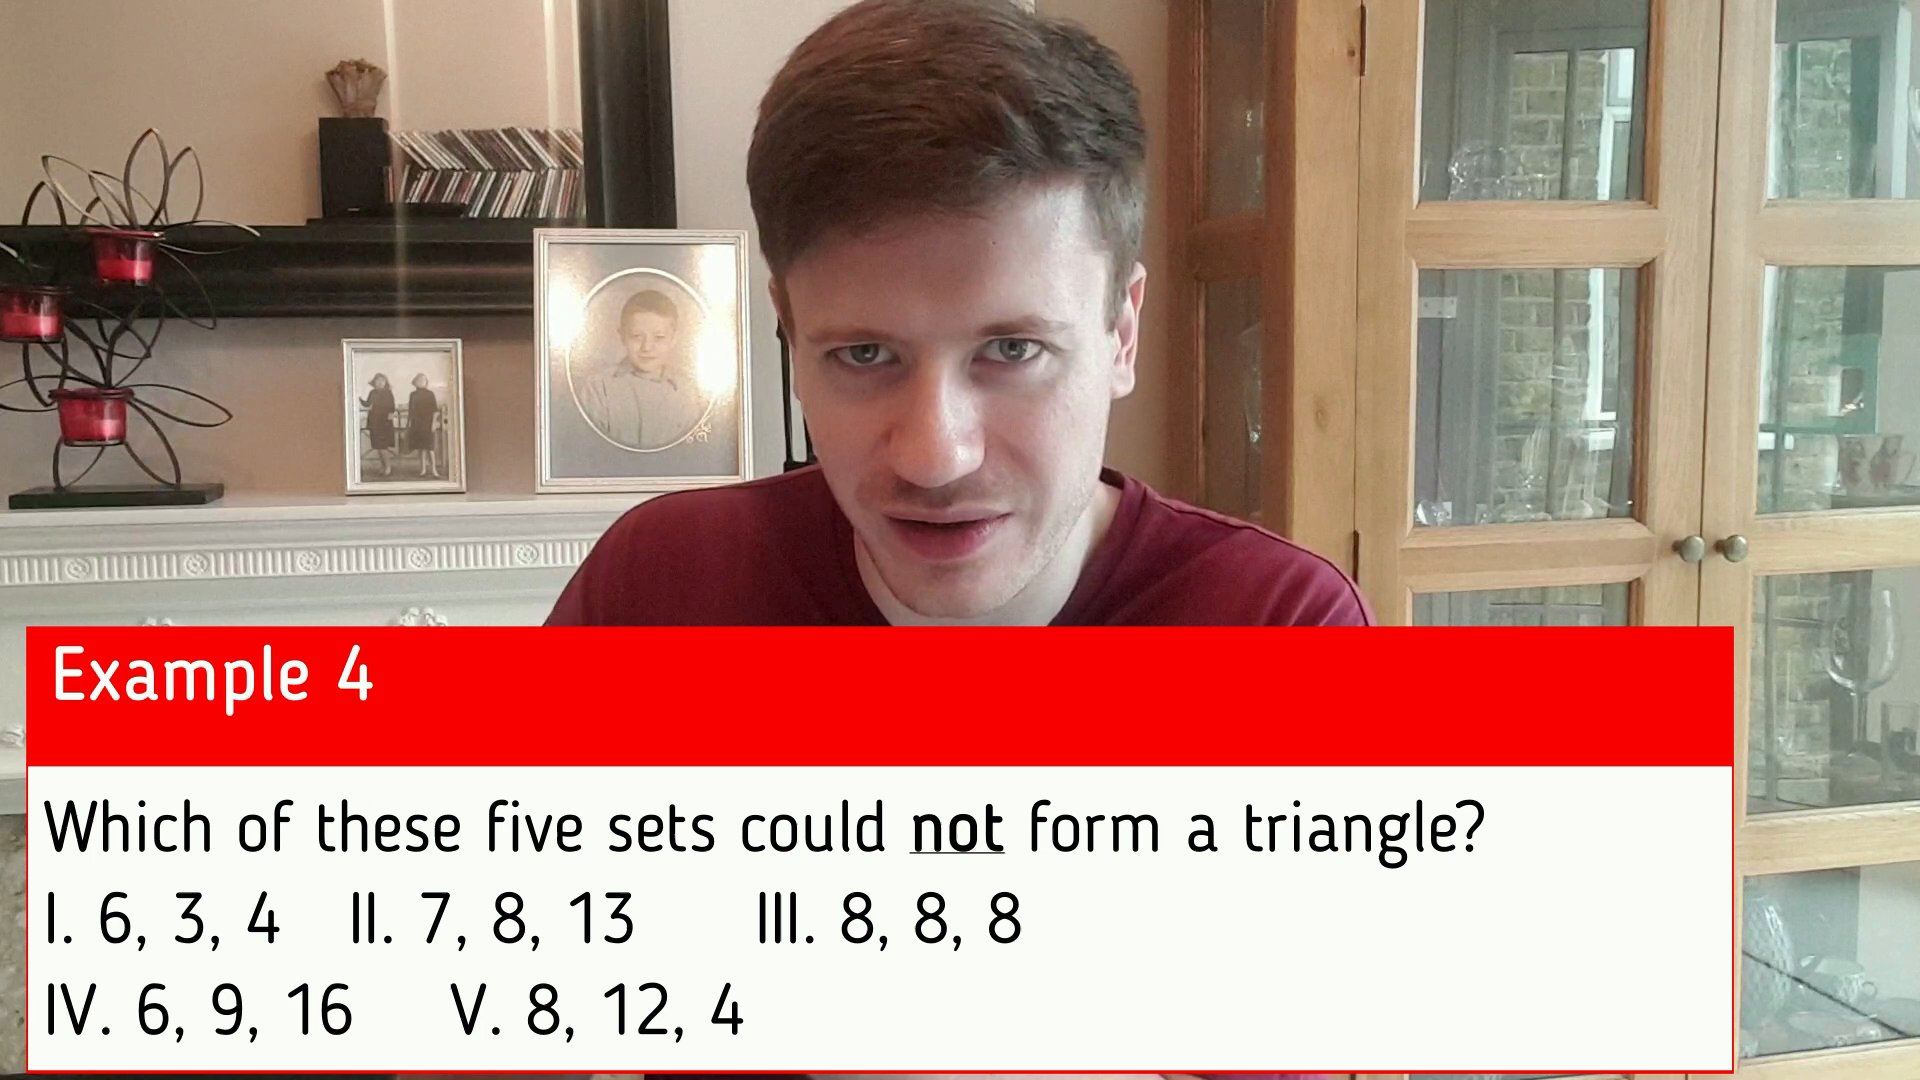 Example 4
Which of these five sets could not form a triangle?
I. 6, 3, 4 II. 7, 8, 13 III. 8, 8, 8
IV. 6, 9, 16 V. 8, 12, 4